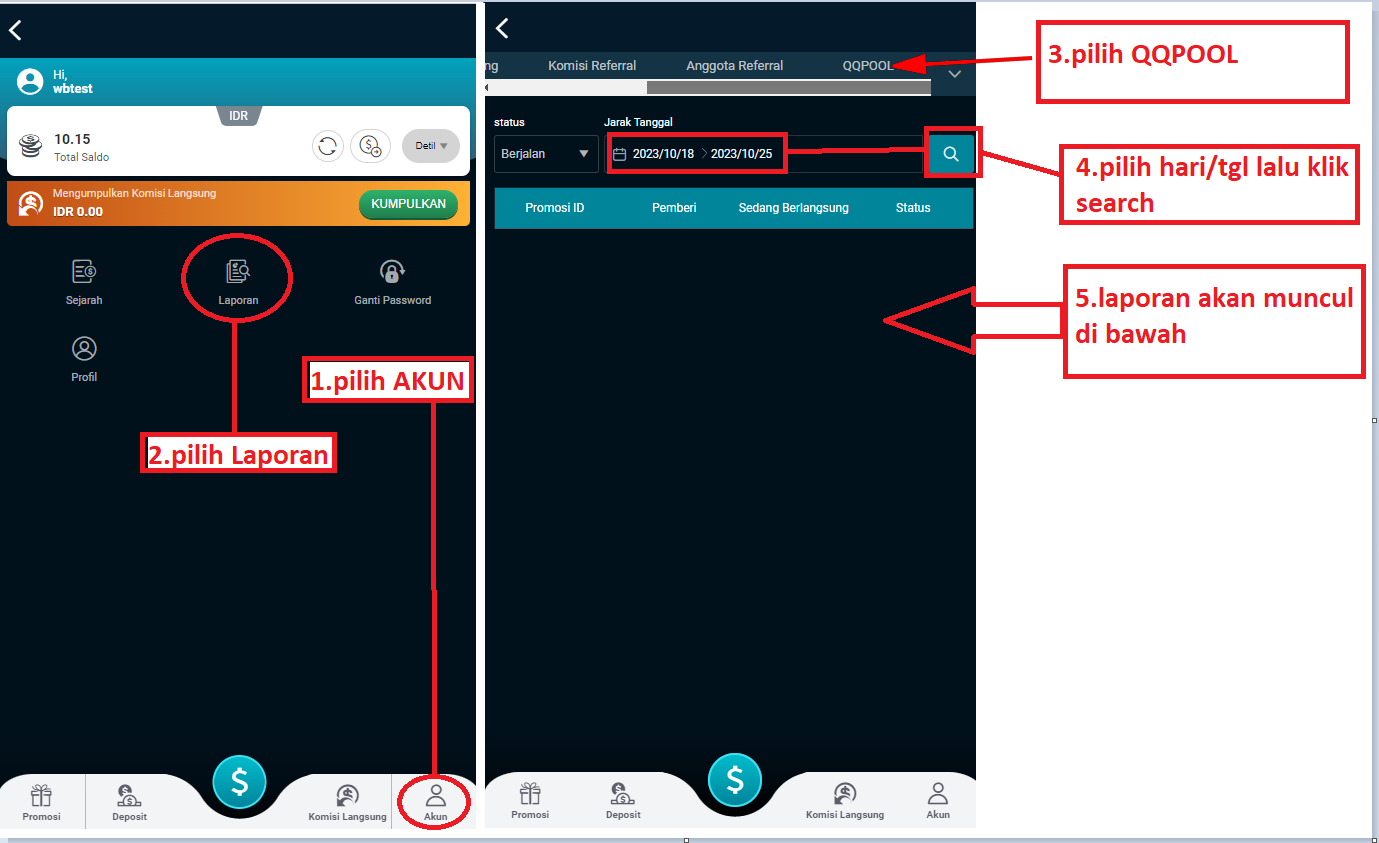 Hi,
wbtest
IDR
10.15
Total Saldo
Detil
Mengumpulkan Komisi Langsung
IDR 0.00
KUMPULKAN
Sejarah
Laporan
Ganti Password
Profil
1.pilih AKUN
2.pilih Laporan
Promosi
Deposit
$
Komisi Langsung
Akun
ng
Komisi Referral
Anggota Referral
QQPOOL
3.pilih QQPOOL
status
Jarak Tanggal
Berjalan
2023/10/18
2023/10/25
4.pilih hari/tgl lalu klik
search
Promosi ID
Pemberi
Sedang Berlangsung
Status
5.laporan akan muncul
di bawah
Promosi
Deposit
$
Komisi Langsung
Akun